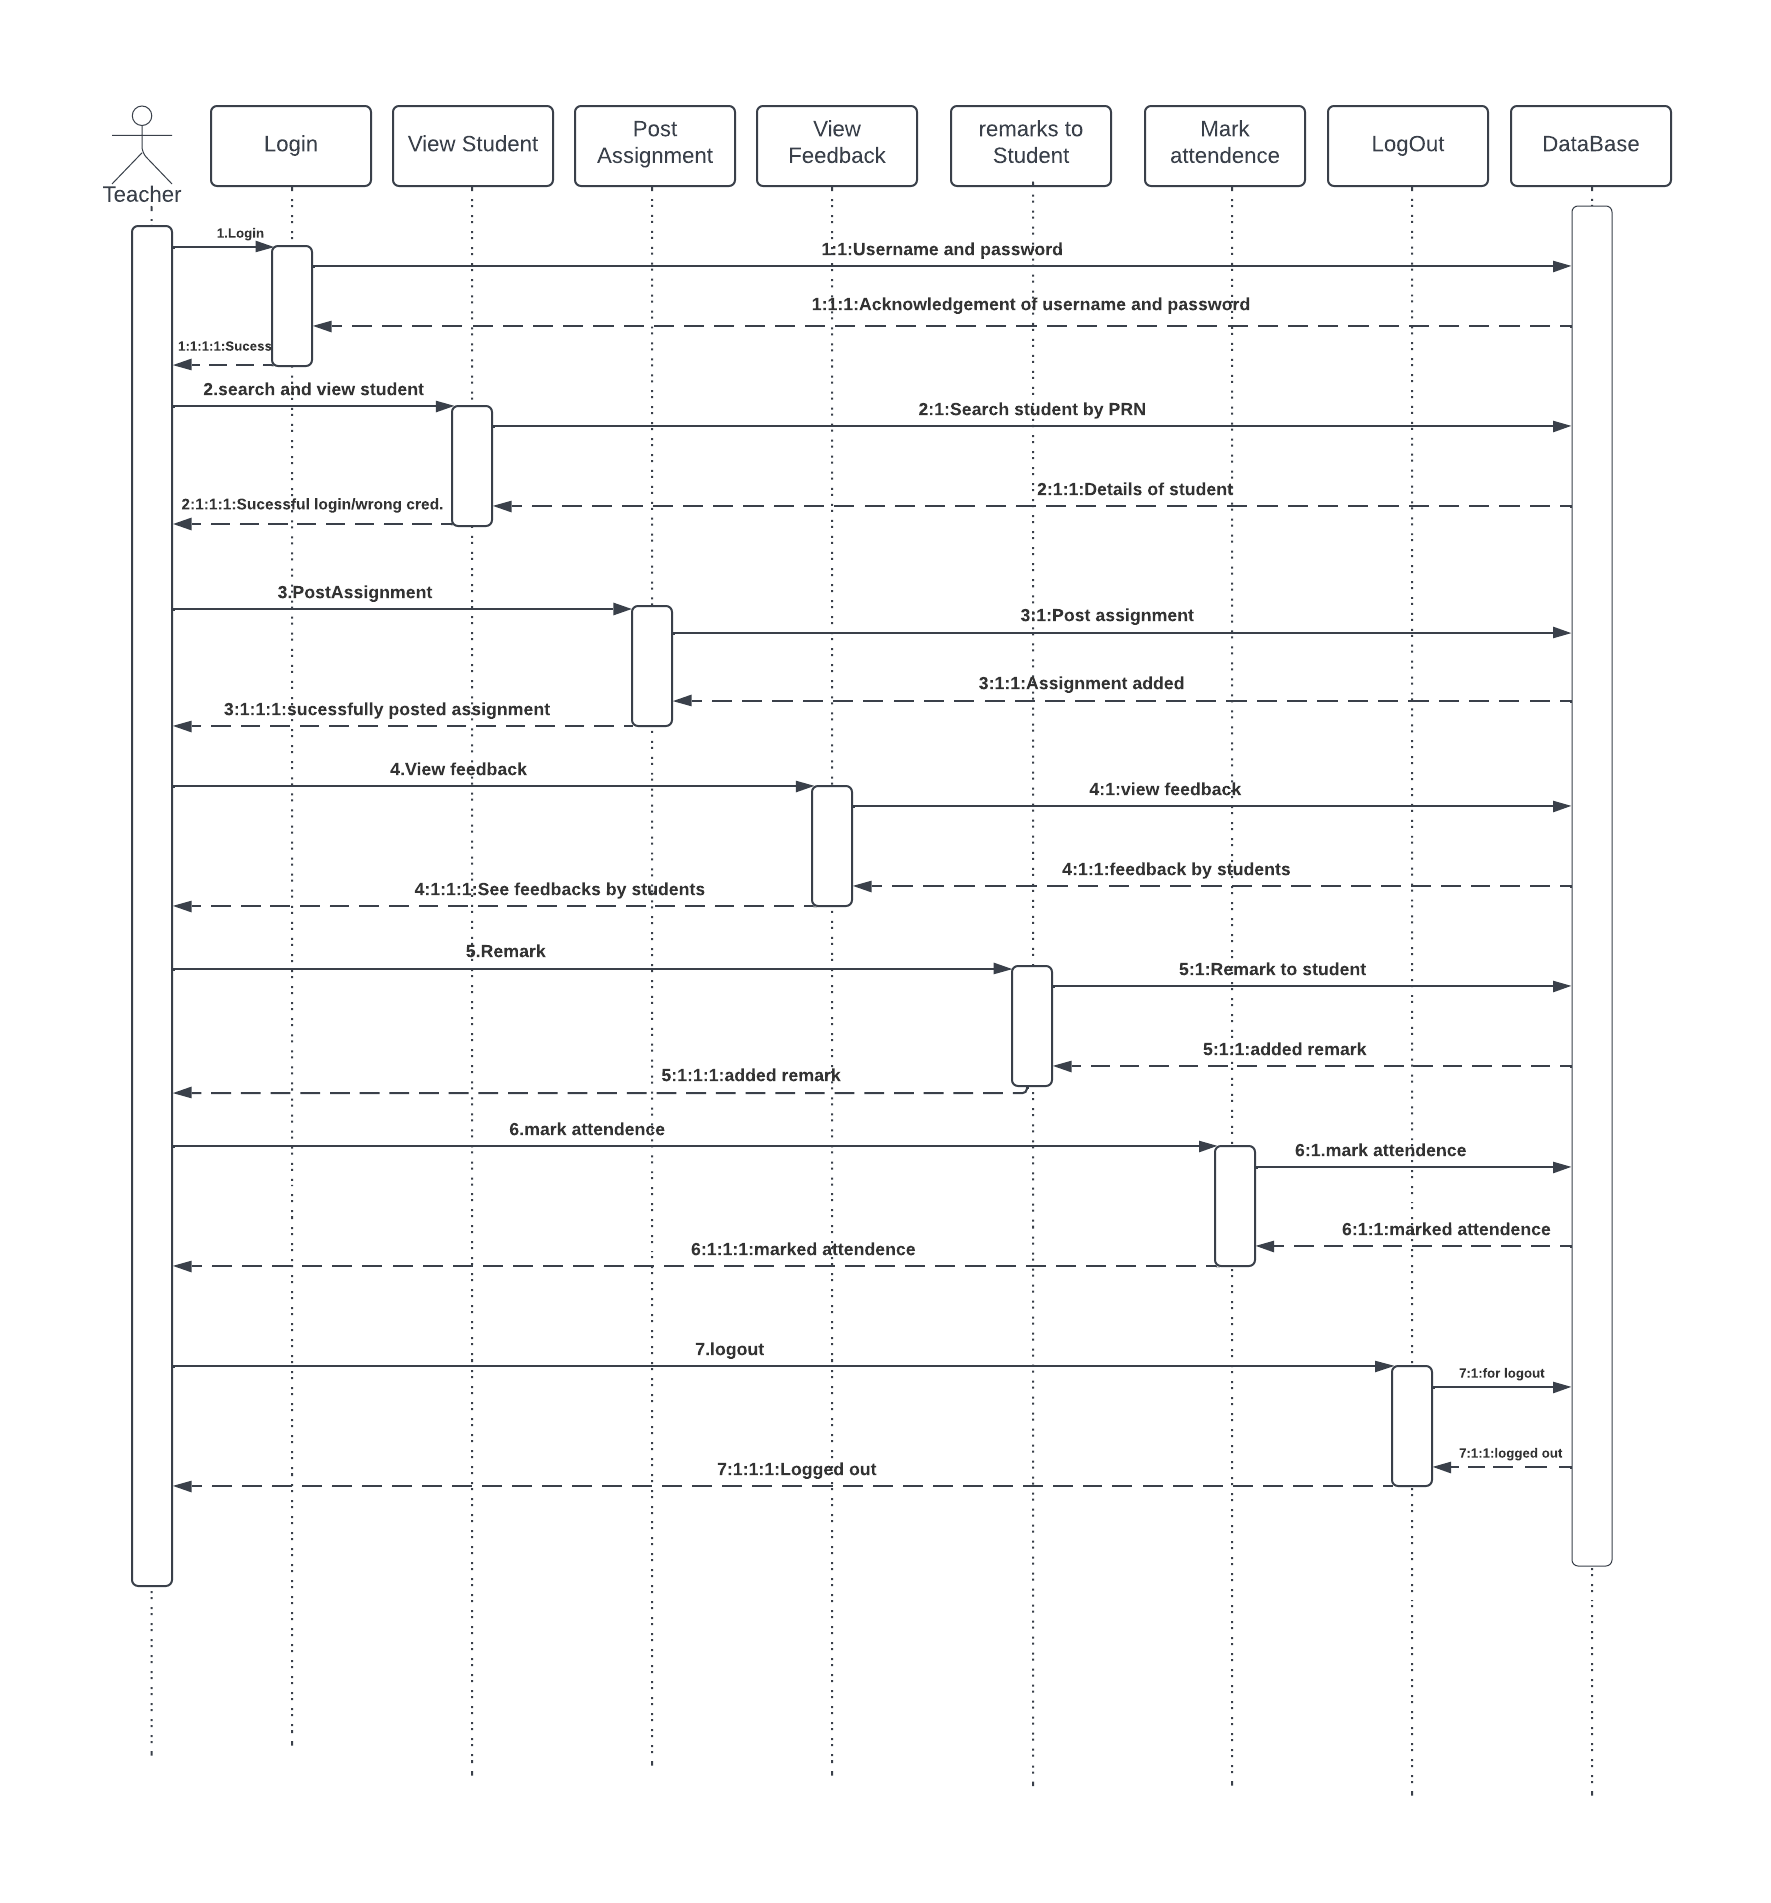 Teacher
Login
View Student
Post
Assignment
View
Feedback
remarks to
Student
Mark
attendence
LogOut
DataBase
1.Login
1:1:Username and password
1:1:1:Acknowledgement of username and password
1:1:1:1:Sucess
2.search and view student
2:1:Search student by PRN
2:1:1:Details of student
2:1:1:1:Sucessful login/wrong cred.
3.PostAssignment
3:1:Post assignment
3:1:1:Assignment added
3:1:1:1:sucessfully posted assignment
4.View feedback
4:1:view feedback
4:1:1:feedback by students
4:1:1:1:See feedbacks by students
5.Remark
5:1:Remark to student
5:1:1:added remark
5:1:1:1:added remark
6.mark attendence
6:1.mark attendence
6:1:1:marked attendence
6:1:1:1:marked attendence
7.logout
7:1:for logout
7:1:1:logged out
7:1:1:1:Logged out